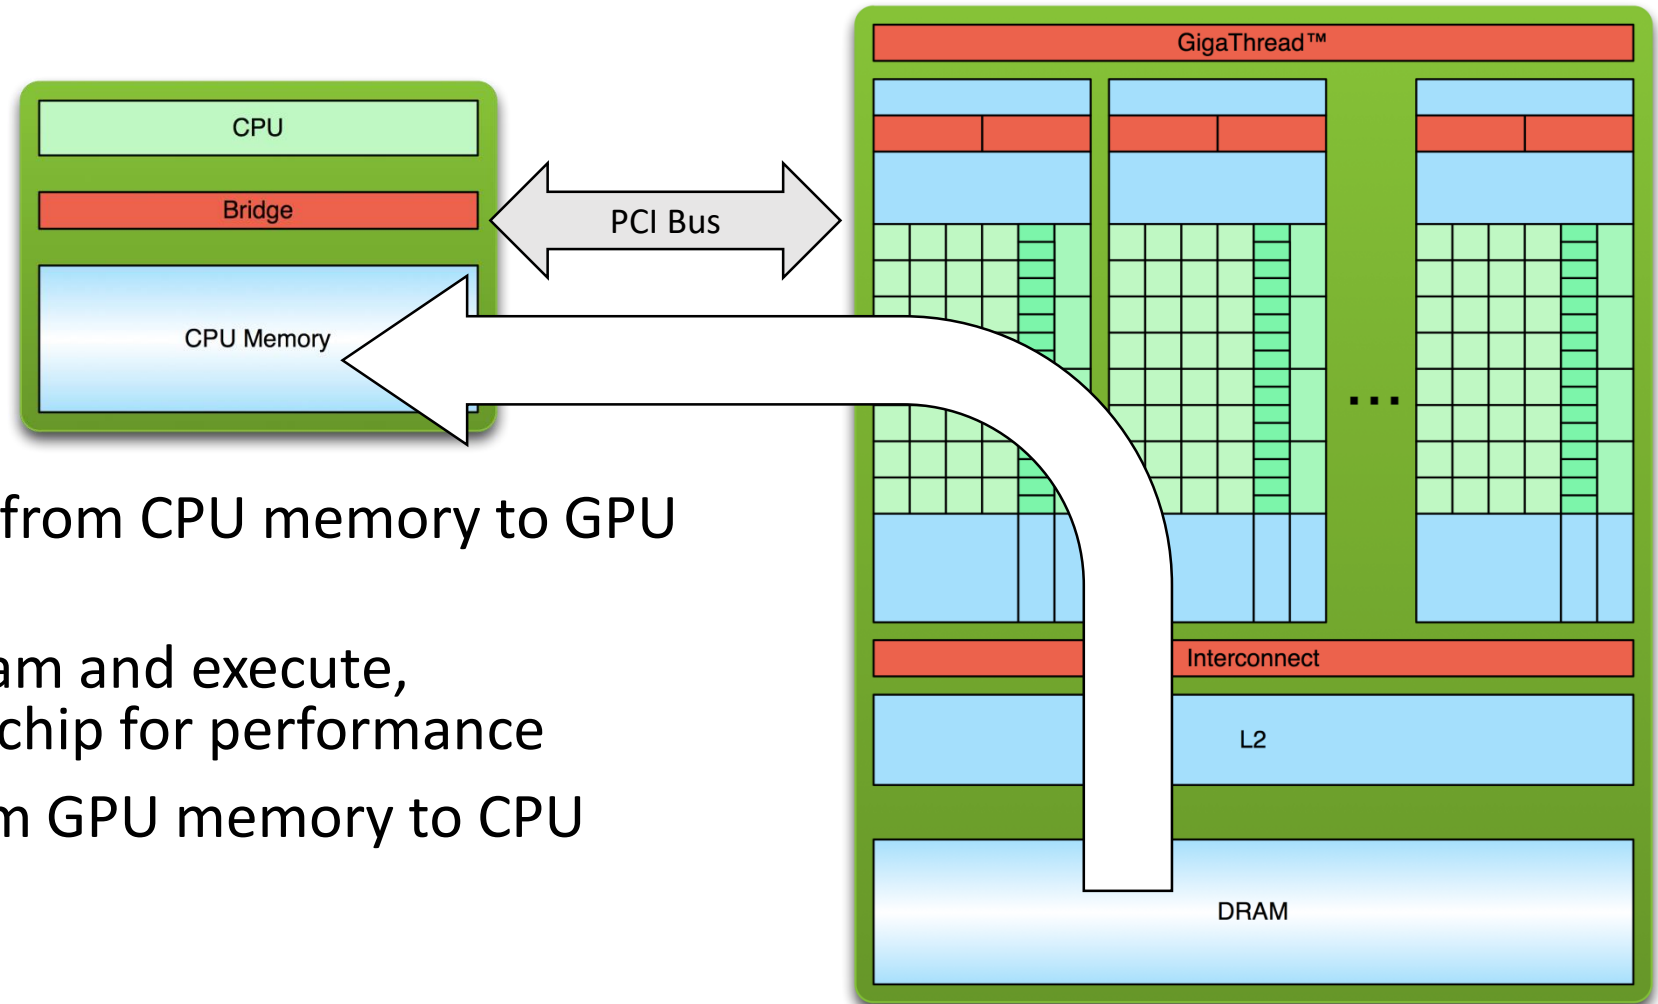 GigaThread™
CPU
Bridge
PCI Bus
CPU Memory
...
from CPU memory to GPU
am and execute,
chip for performance
m GPU memory to CPU
Interconnect
L2
DRAM